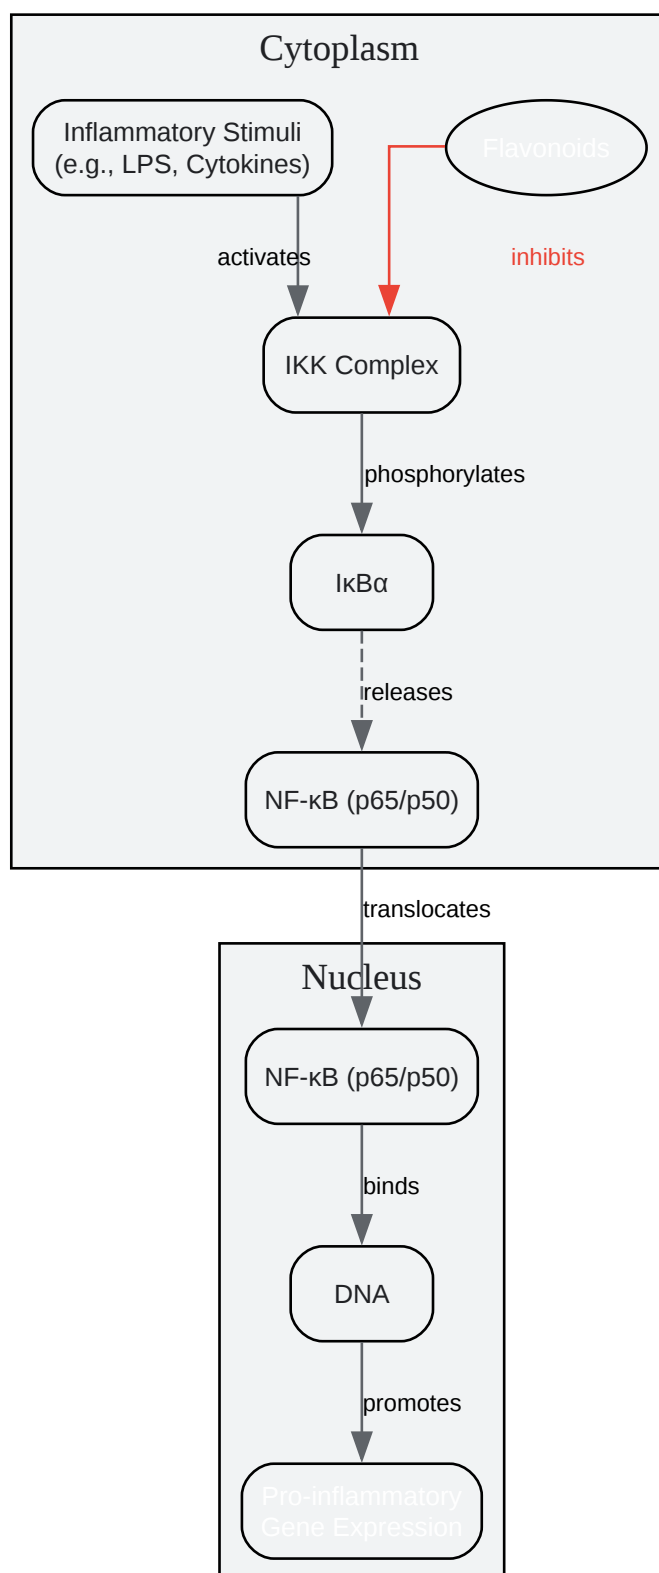 Cytoplasm
Inflammatory Stimuli
(e.g., LPS, Cytokines)
Flavonoids
activates
inhibits
IKK Complex
phosphorylates
IκBα
releases
NF-κB (p65/p50)
translocates
Nucleus
NF-κB (p65/p50)
binds
DNA
promotes
Pro-inflammatory
Gene Expression